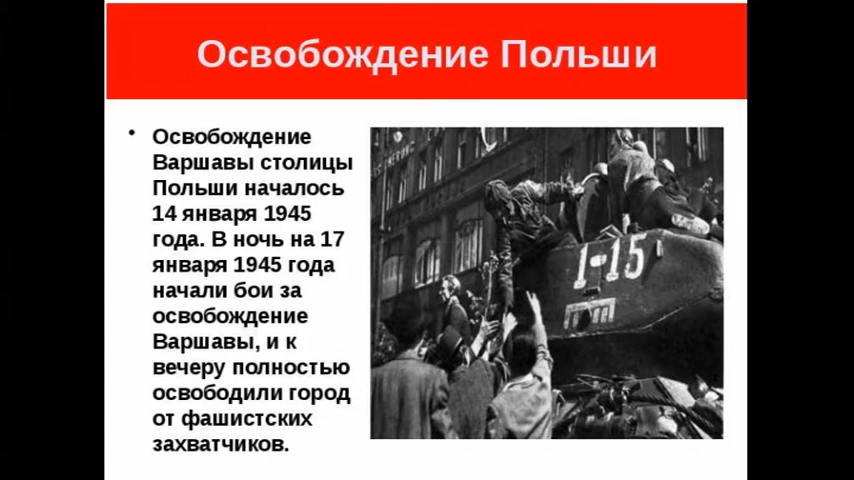 Освобождение Польши
• Освобождение
Варшавы столицы
Польши началось
14 января 1945
года. В ночь на 17
января 1945 года
начали бои за
освобождение
Варшавы, и к
вечеру полностью
освободили город
от фашистских
захватчиков.
1-15